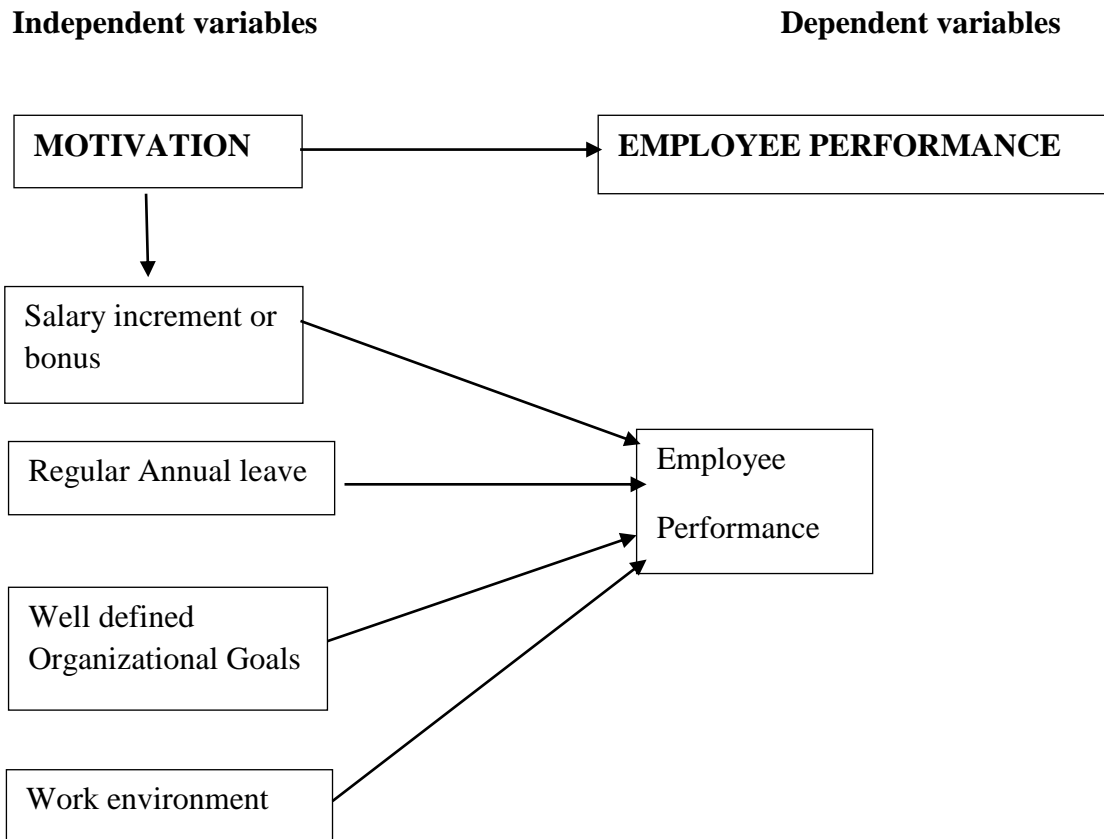 Independent variables
Dependent variables
MOTIVATION
EMPLOYEE PERFORMANCE
Salary increment or
bonus
Regular Annual leave
Employee
Performance
Well defined
Organizational Goals
Work environment